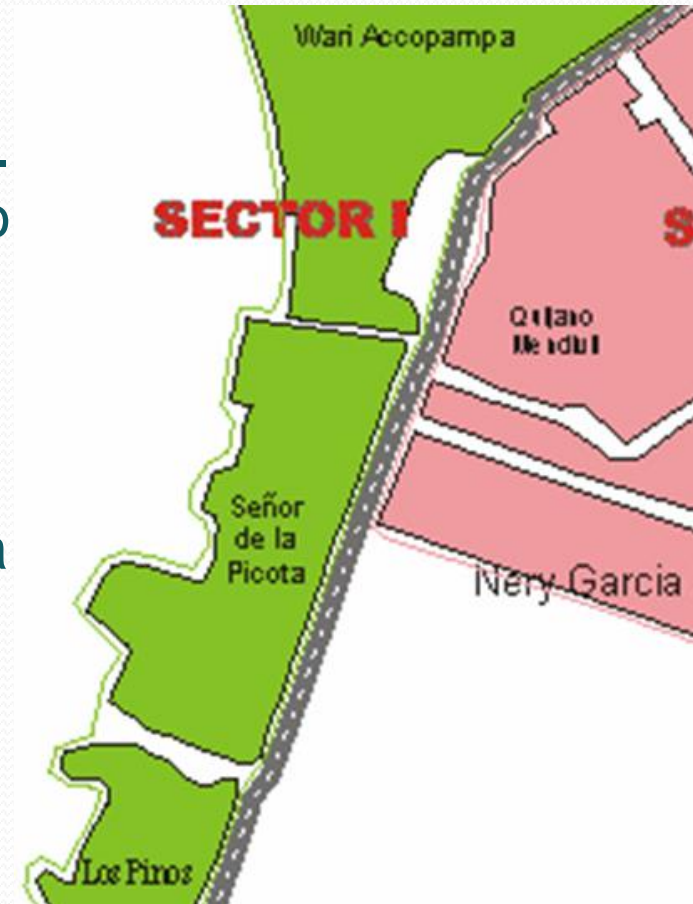 Wari Accopampa
SECTOR I
S
Señor
de la
Picota
Nery Garcia
Los Pinos